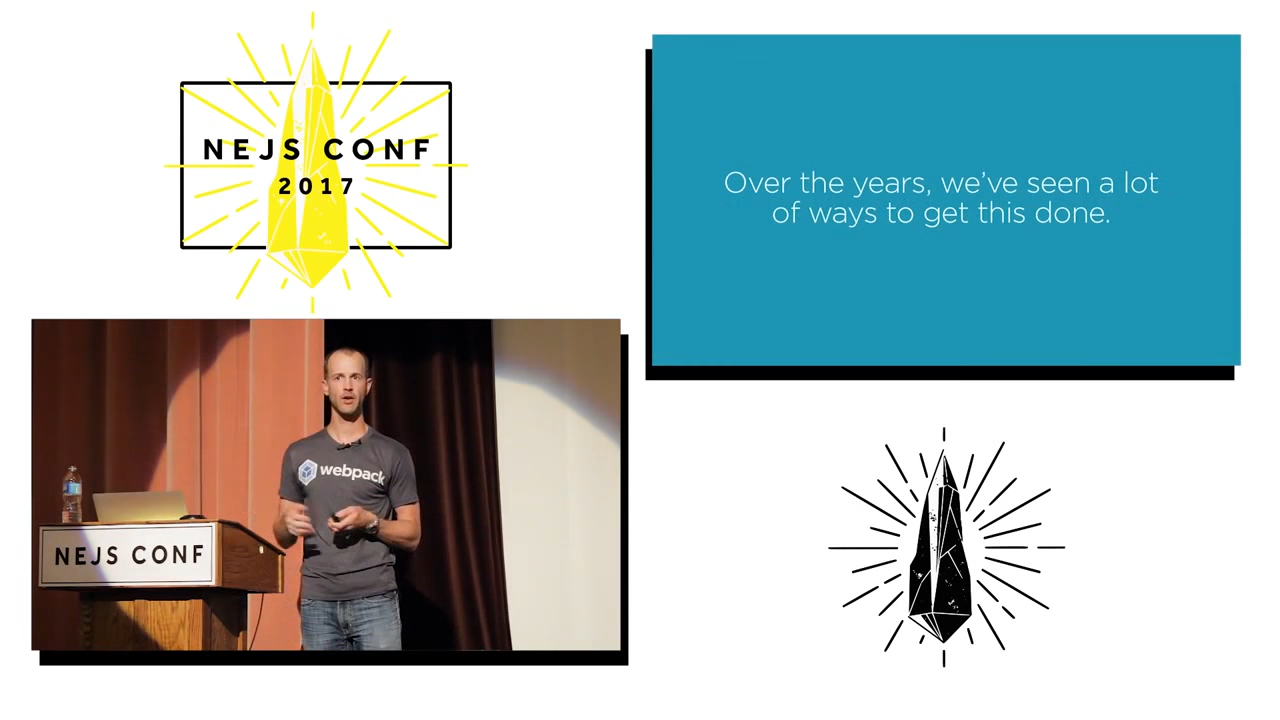 NEJS CONF
2017
Over the years, we’ve seen a lot
of ways to get this done.
webpack
NEJS CONF